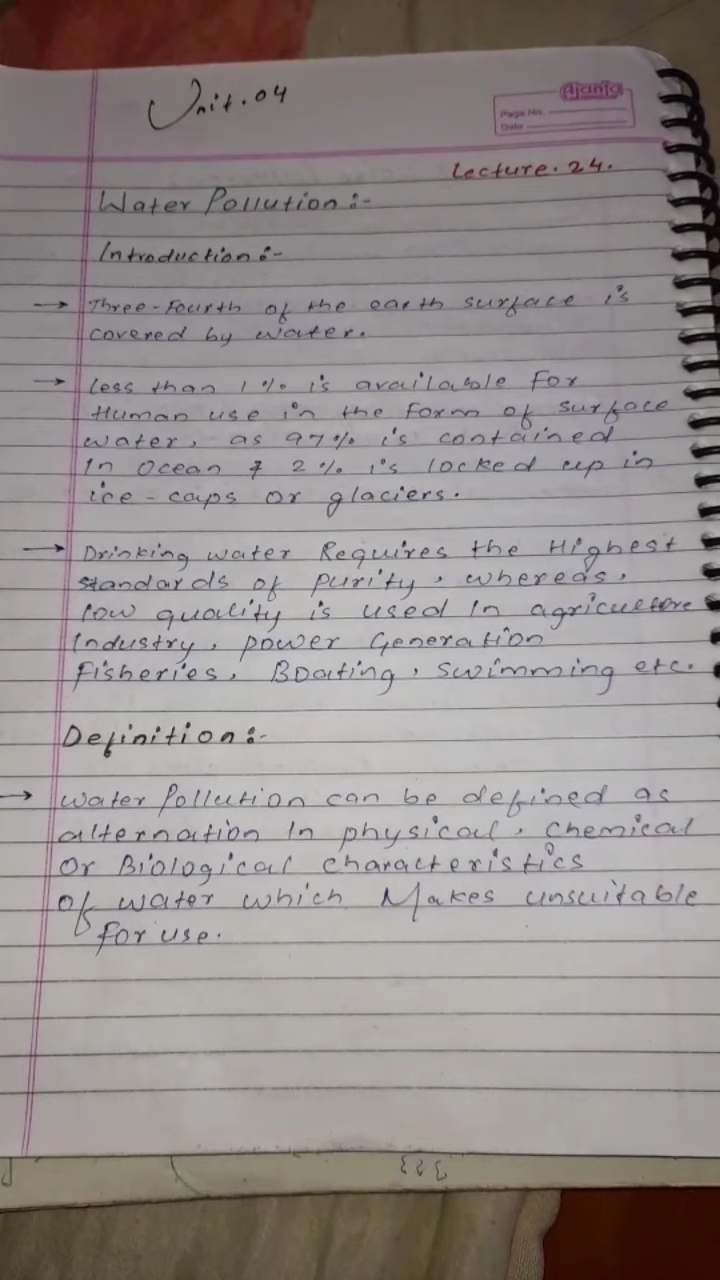 Unit. 04
Ajanta
Page No.
Date
Lecture. 24.
Water Pollution :-
Introduction :-
→ Three-Fourth of the earth surface is
covered by water.
→ Less than 1% is available For
Human use in the form of surface
water, as 97% is contained
In Ocean & 2% is locked up in
ice-caps or glaciers.
→ Drinking water Requires the Highest
standards of purity, whereas,
low quality is used In agriculture
Industry, power Generation
Fisheries, Boating, swimming etc.
Definition :-
→ Water Pollution can be defined as
alternation In physical, chemical
Or Biological characteristics
of water which Makes unsuitable
for use.
323